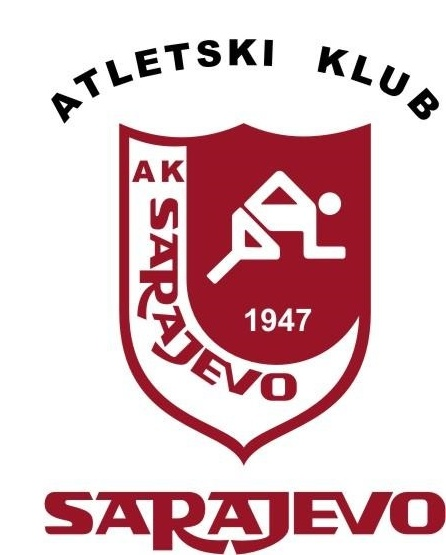 ATLETSKI KLUB
AK
SARAJEVO
1947
SARAJEVO